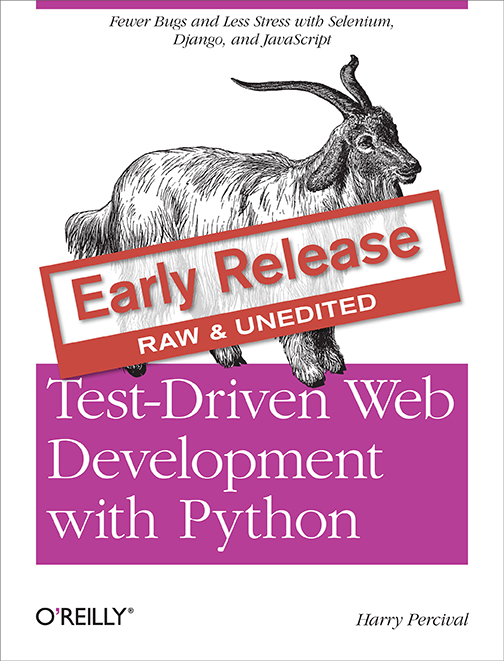 Fewer Bugs and Less Stress with Selenium,
Django, and JavaScript
Early Release
RAW & UNEDITED
Test-Driven Web
Development
with Python
O'REILLY®
Harry Percival